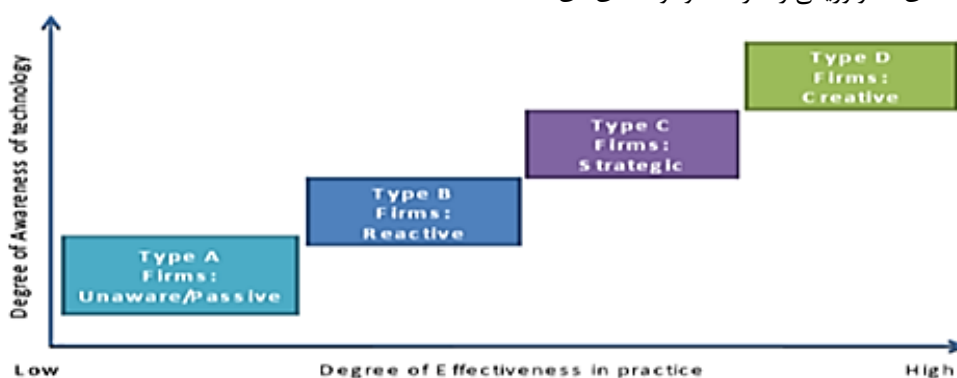 Type D
Firms:
Creative
Type C
Firms:
Strategic
Type B
Firms:
Reactive
Type A
Firms:
Unaware/Passive
Degree of Awareness of technology
Low
Degree of Effectiveness in practice
High